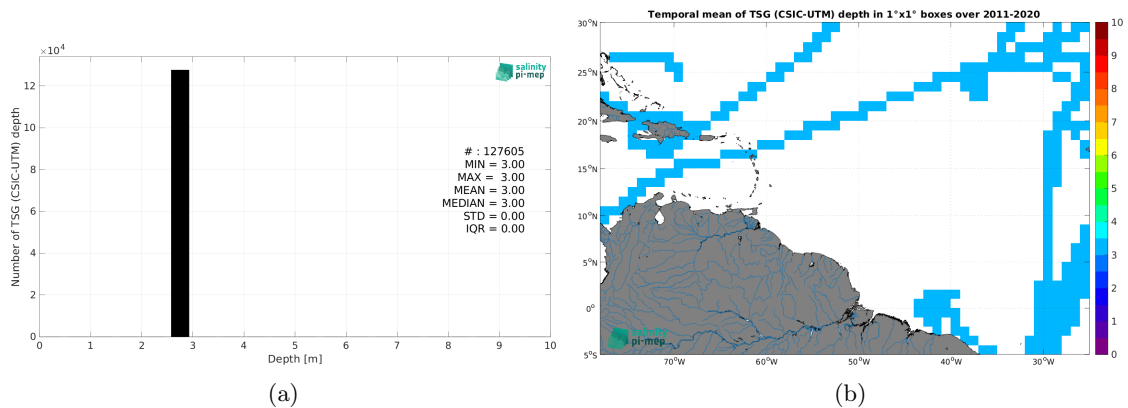 ×10⁴
12
10
8
6
4
2
0
Number of TSG (CSIC-UTM) depth
salinity
pi-mep
# : 127605
MIN = 3.00
MAX = 3.00
MEAN = 3.00
MEDIAN = 3.00
STD = 0.00
IQR = 0.00
0 1 2 3 4 5 6 7 8 9 10
Depth [m]
(a)
Temporal mean of TSG (CSIC-UTM) depth in 1°x1° boxes over 2011-2020
30°N
25°N
20°N
15°N
10°N
5°N
0°
5°S
salinity
pi-mep
70°W 60°W 50°W 40°W 30°W
10
9
8
7
6
5
4
3
2
1
0
(b)